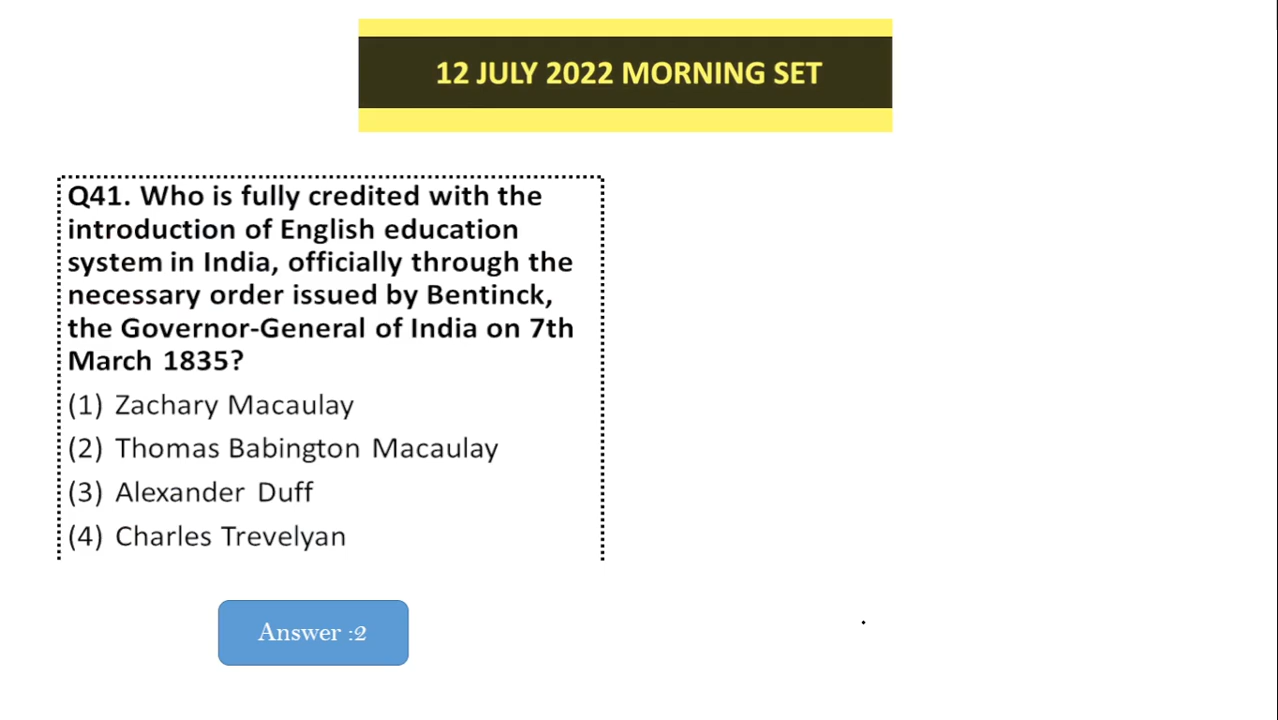 12 JULY 2022 MORNING SET
Q41. Who is fully credited with the
introduction of English education
system in India, officially through the
necessary order issued by Bentinck,
the Governor-General of India on 7th
March 1835?
(1) Zachary Macaulay
(2) Thomas Babington Macaulay
(3) Alexander Duff
(4) Charles Trevelyan
Answer :2